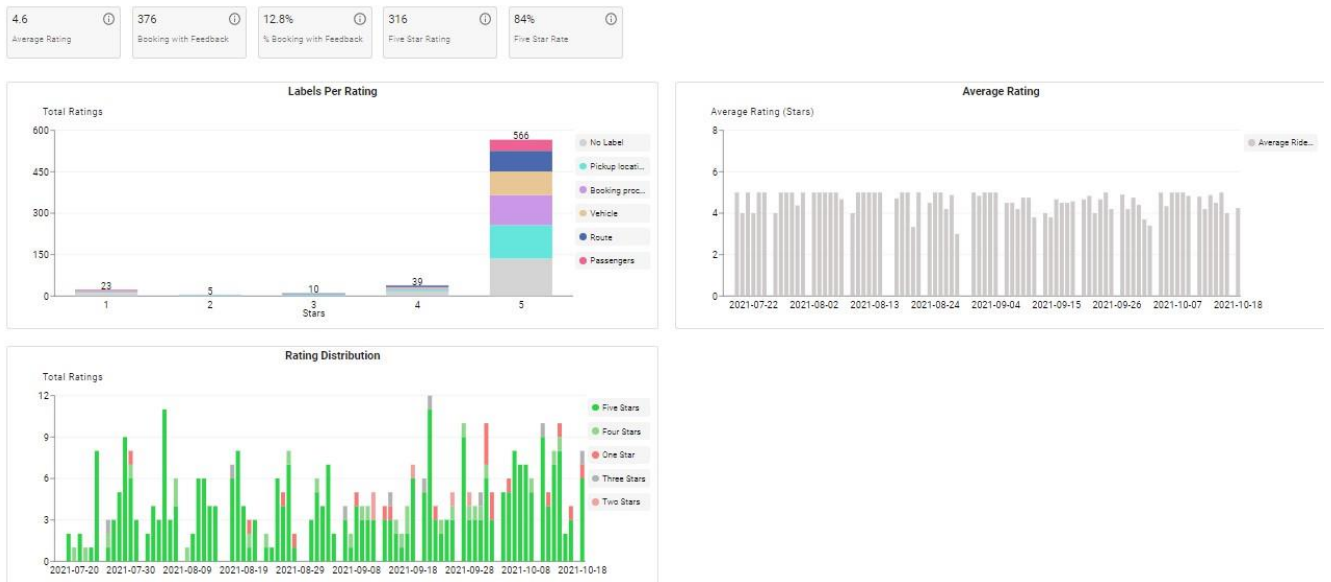 4.6
Average Rating
376
Booking with Feedback
12.8%
% Booking with Feedback
316
Five Star Rating
84%
Five Star Rate
Labels Per Rating
Total Ratings
600
450
300
150
0
23
5
10
39
566
1
2
3
4
5
Stars
No Label
Pickup locati...
Booking proc...
Vehicle
Route
Passengers
Average Rating
Average Rating (Stars)
8
6
4
2
0
2021-07-22 2021-08-02 2021-08-13 2021-08-24 2021-09-04 2021-09-15 2021-09-26 2021-10-07 2021-10-18
Average Ride...
Rating Distribution
Total Ratings
12
9
6
3
0
2021-07-20 2021-07-30 2021-08-09 2021-08-19 2021-08-29 2021-09-08 2021-09-18 2021-09-28 2021-10-08 2021-10-18
Five Stars
Four Stars
One Star
Three Stars
Two Stars